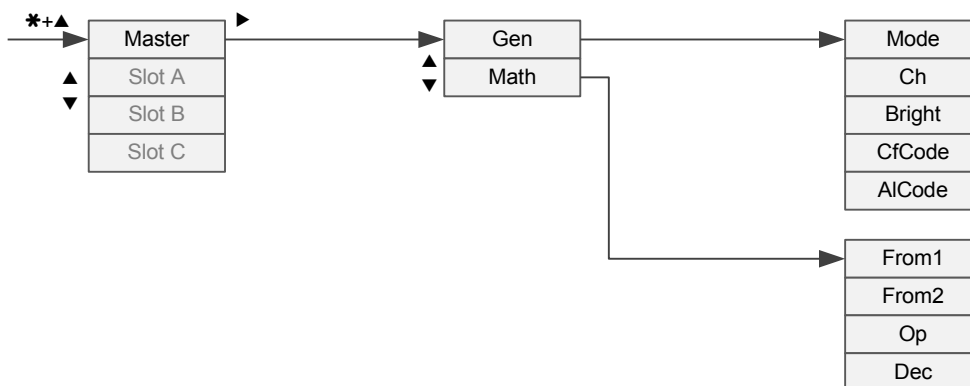 ✱+▲
▶
Master
▲
Slot A
▼
Slot B
Slot C
Gen
▲
▼
Math
Mode
Ch
Bright
CfCode
AlCode
From1
From2
Op
Dec